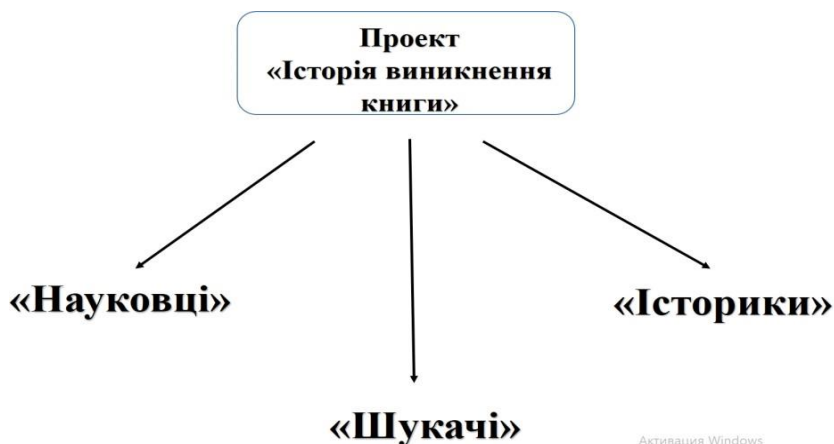 Проект
«Історія виникнення
книги»
«Науковці»
«Історики»
«Шукачі»
Активация Windows